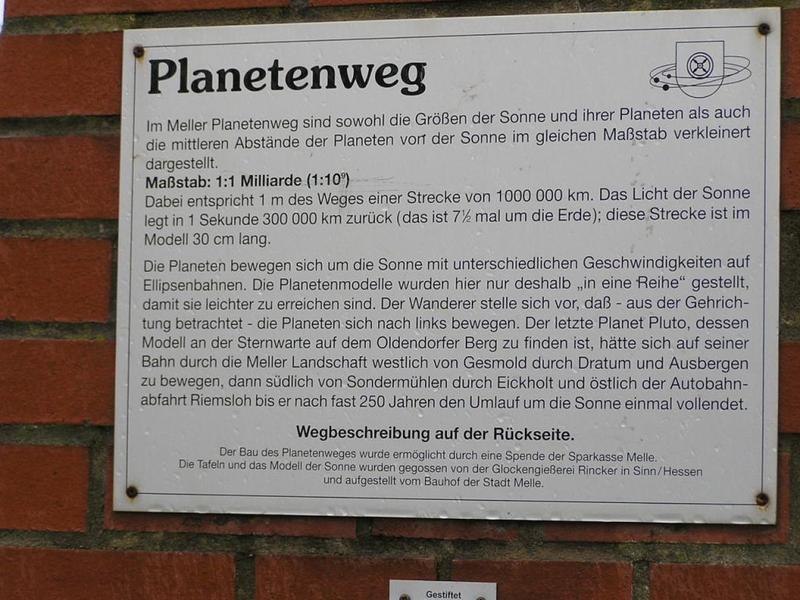 Planetenweg
Im Meller Planetenweg sind sowohl die Größen der Sonne und ihrer Planeten als auch
die mittleren Abstände der Planeten von der Sonne im gleichen Maßstab verkleinert
dargestellt.
Maßstab: 1:1 Milliarde (1:10⁹)
Dabei entspricht 1 m des Weges einer Strecke von 1000 000 km. Das Licht der Sonne
legt in 1 Sekunde 300 000 km zurück (das ist 7½ mal um die Erde); diese Strecke ist im
Modell 30 cm lang.
Die Planeten bewegen sich um die Sonne mit unterschiedlichen Geschwindigkeiten auf
Ellipsenbahnen. Die Planetenmodelle wurden hier nur deshalb „in eine Reihe“ gestellt,
damit sie leichter zu erreichen sind. Der Wanderer stelle sich vor, daß - aus der Gehrich-
tung betrachtet - die Planeten sich nach links bewegen. Der letzte Planet Pluto, dessen
Modell an der Sternwarte auf dem Oldendorfer Berg zu finden ist, hätte sich auf seiner
Bahn durch die Meller Landschaft westlich von Gesmold durch Dratum und Ausbergen
zu bewegen, dann südlich von Sondermühlen durch Eickholt und östlich der Autobahn-
abfahrt Riemsloh bis er nach fast 250 Jahren den Umlauf um die Sonne einmal vollendet.
Wegbeschreibung auf der Rückseite.
Der Bau des Planetenweges wurde ermöglicht durch eine Spende der Sparkasse Melle.
Die Tafeln und das Modell der Sonne wurden gegossen von der Glockengießerei Rincker in Sinn/Hessen
und aufgestellt vom Bauhof der Stadt Melle.
Gestiftet